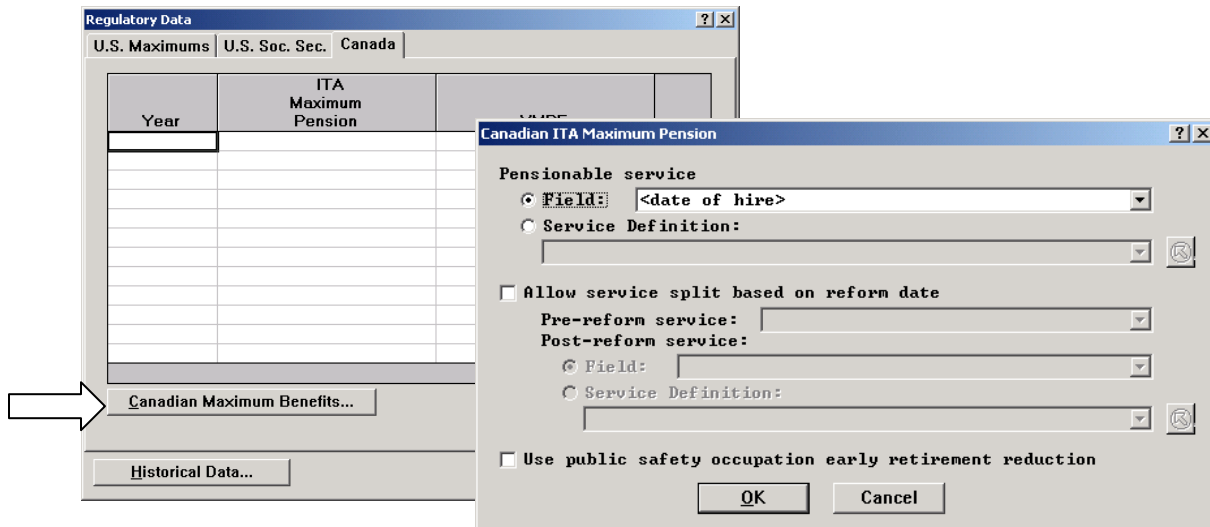 Regulatory Data
U.S. Maximums U.S. Soc. Sec. Canada
Year ITA Maximum Pension
Canadian Maximum Benefits...
Historical Data...
Canadian ITA Maximum Pension
Pensionable service
Field: <date of hire>
Service Definition:
Allow service split based on reform date
Pre-reform service:
Post-reform service:
Field:
Service Definition:
Use public safety occupation early retirement reduction
OK Cancel